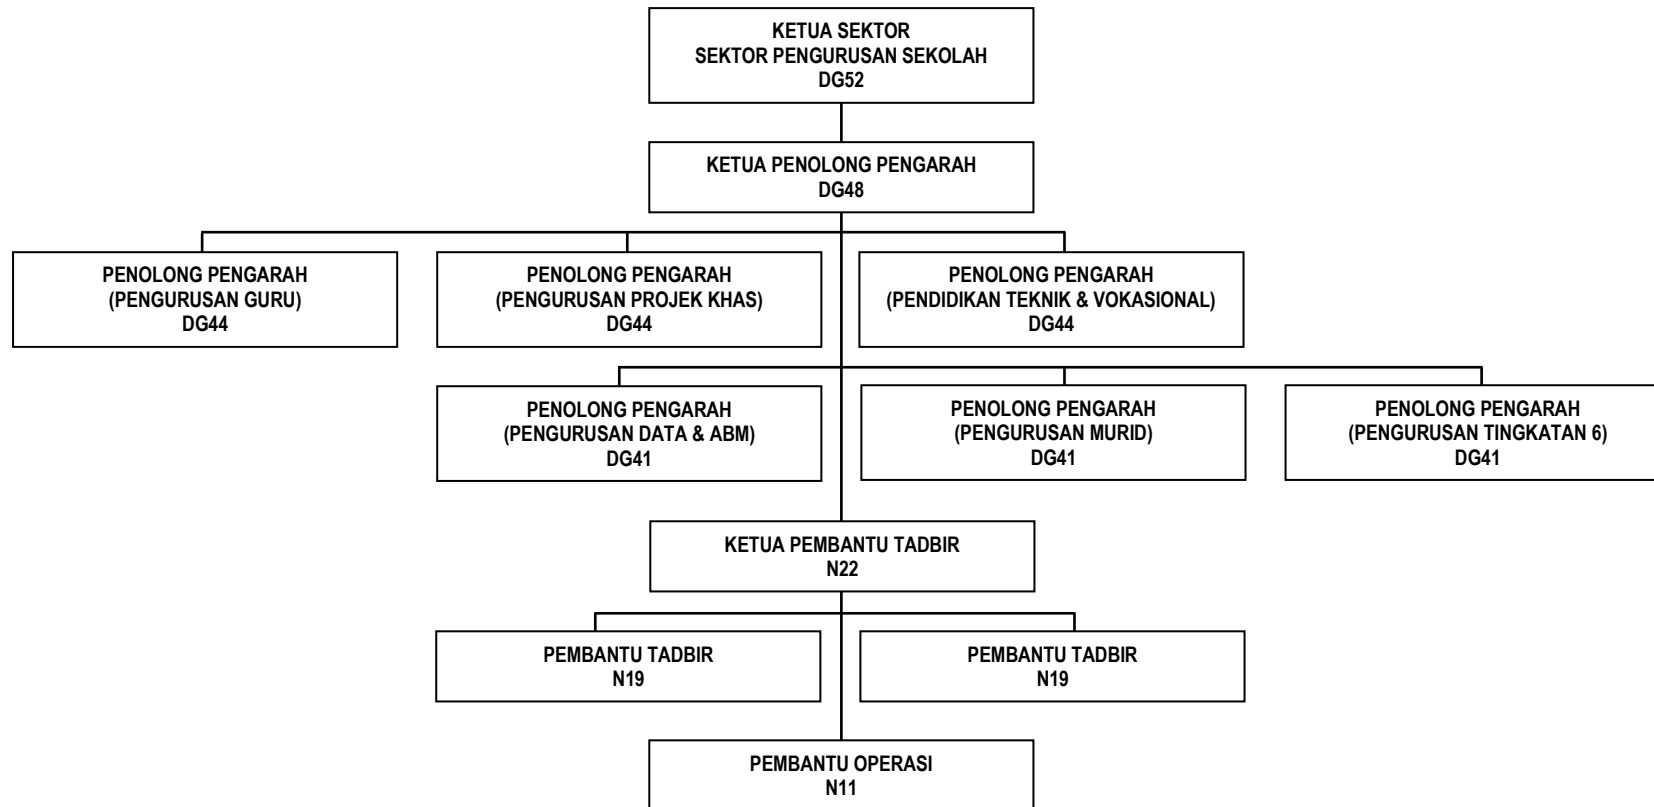 KETUA SEKTOR
SEKTOR PENGURUSAN SEKOLAH
DG52
KETUA PENOLONG PENGARAH
DG48
PENOLONG PENGARAH
(PENGURUSAN GURU)
DG44
PENOLONG PENGARAH
(PENGURUSAN PROJEK KHAS)
DG44
PENOLONG PENGARAH
(PENDIDIKAN TEKNIK & VOKASIONAL)
DG44
PENOLONG PENGARAH
(PENGURUSAN DATA & ABM)
DG41
PENOLONG PENGARAH
(PENGURUSAN MURID)
DG41
PENOLONG PENGARAH
(PENGURUSAN TINGKATAN 6)
DG41
KETUA PEMBANTU TADBIR
N22
PEMBANTU TADBIR
N19
PEMBANTU TADBIR
N19
PEMBANTU OPERASI
N11